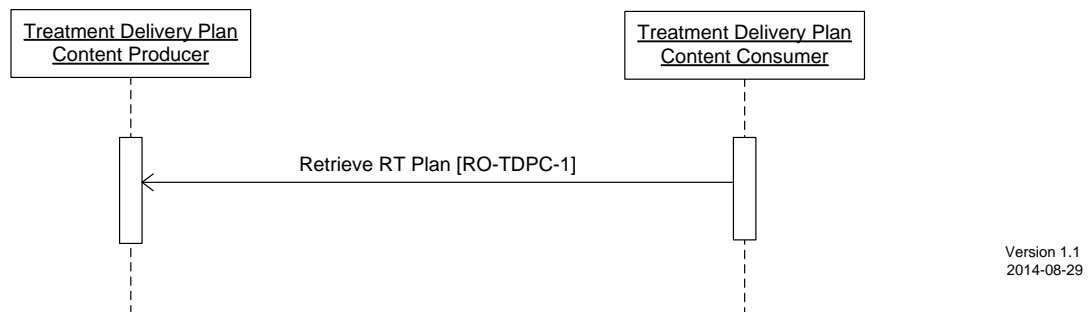 Treatment Delivery Plan
Content Producer
Treatment Delivery Plan
Content Consumer
Retrieve RT Plan [RO-TDPC-1]
Version 1.1
2014-08-29